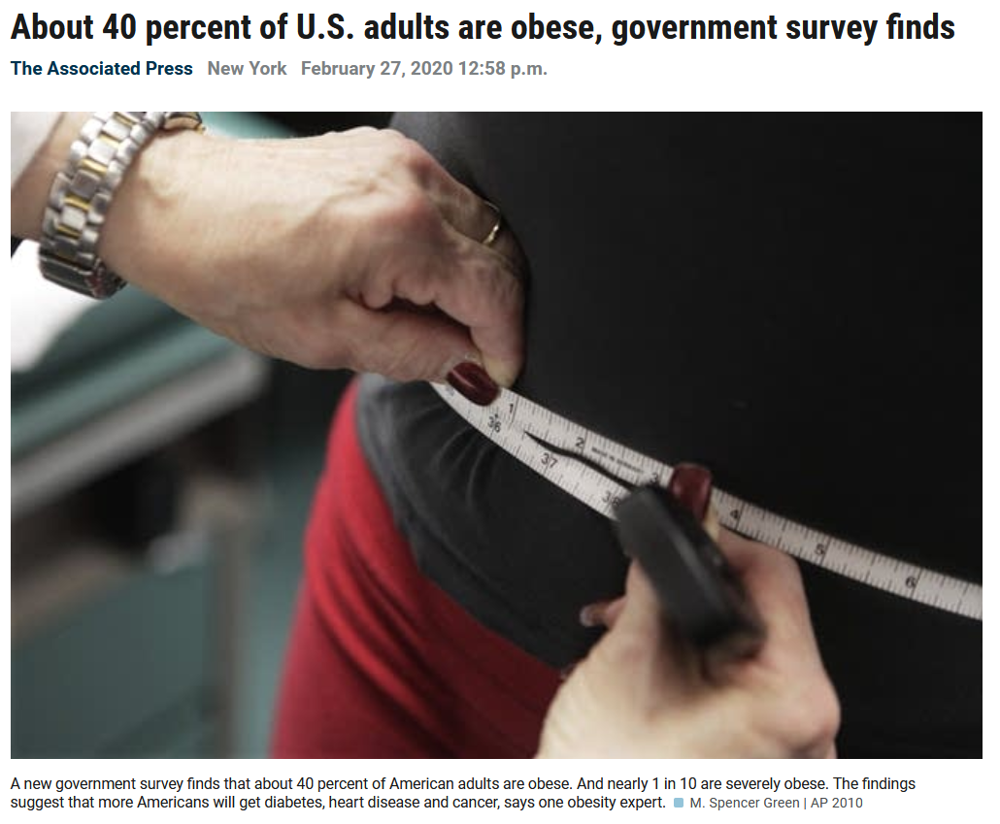 About 40 percent of U.S. adults are obese, government survey finds
The Associated Press New York February 27, 2020 12:58 p.m.
1
36
2
37
3
38
4
5
6
A new government survey finds that about 40 percent of American adults are obese. And nearly 1 in 10 are severely obese. The findings
suggest that more Americans will get diabetes, heart disease and cancer, says one obesity expert. M. Spencer Green | AP 2010